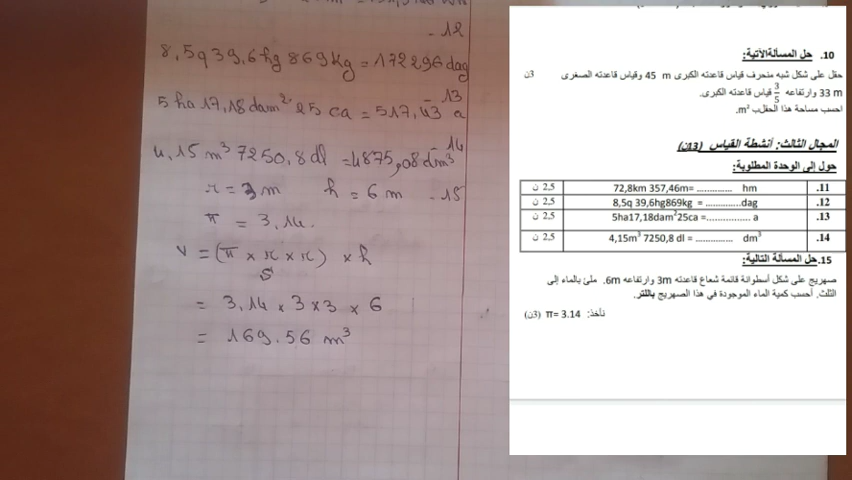 12 -
8,5q 39,6hg 869kg = 172296dag
13 -
5ha 17,18dam² 25ca = 517,43 a
14 -
4,15m³ 7250,8dl = 4875,08dm³
15 -
r = 3m h = 6m
π = 3,14.
V = (π × r × r) × h
S
= 3,14 × 3 × 3 × 6
= 169.56 m³
10. حل المسألة الآتية:
حقل على شكل شبه منحرف قياس قاعدته الكبرى 45 m وقياس قاعدته الصغرى 3ن
33 m وارتفاعه 3/5 قياس قاعدته الكبرى.
احسب مساحة هذا الحقل ب m².
المجال الثالث: أنشطة القياس (13ن)
حول إلى الوحدة المطلوبة:
11. 72,8km 357,46m= ............. hm 2,5 ن
12. 8,5q 39,6hg869kg = .............dag 2,5 ن
13. 5ha17,18dam²25ca =................ a 2,5 ن
14. 4,15m³ 7250,8 dl = .............. dm³ 2,5 ن
15. حل المسألة التالية:
صهريج على شكل أسطوانة قائمة شعاع قاعدته 3m وارتفاعه 6m. ملئ بالماء إلى
الثلث. أحسب كمية الماء الموجودة في هذا الصهريج باللتر.
نأخذ: π= 3.14 (3ن)